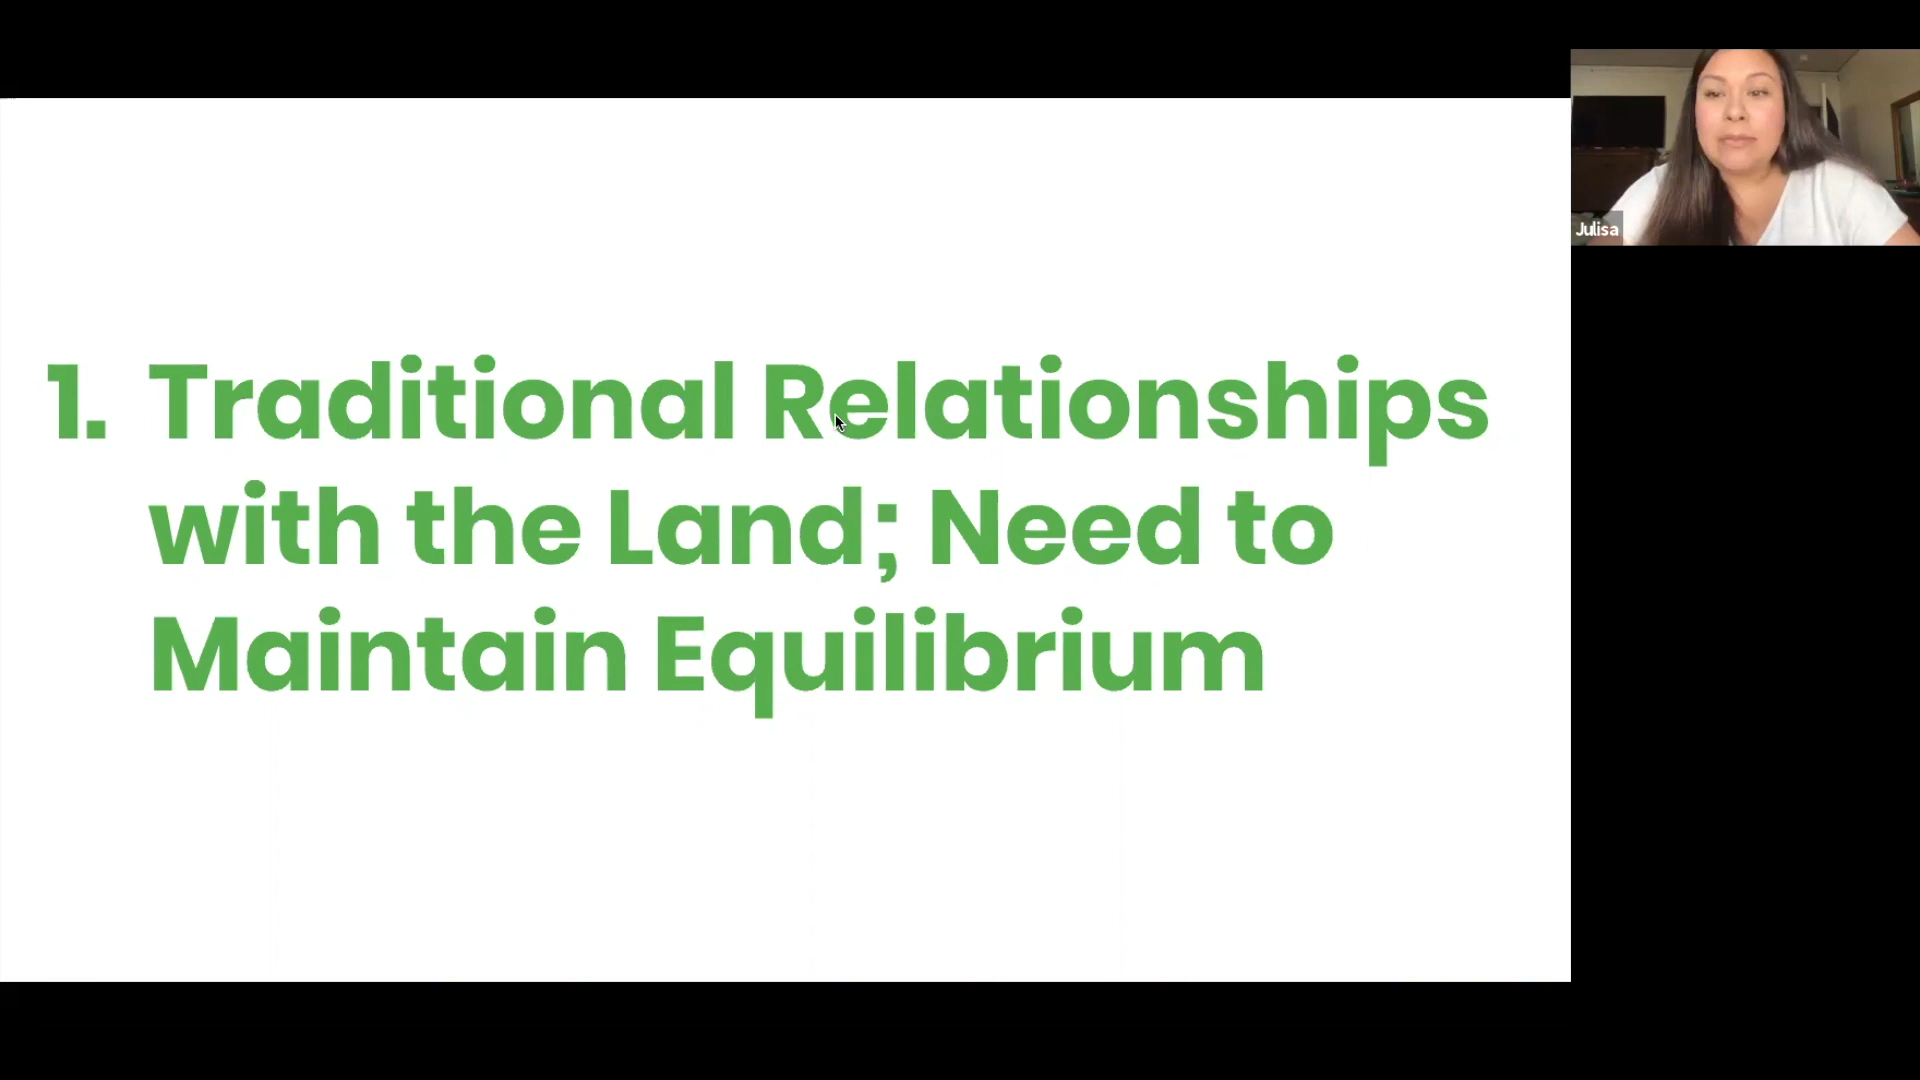 1. Traditional Relationships
with the Land; Need to
Maintain Equilibrium
Julisa